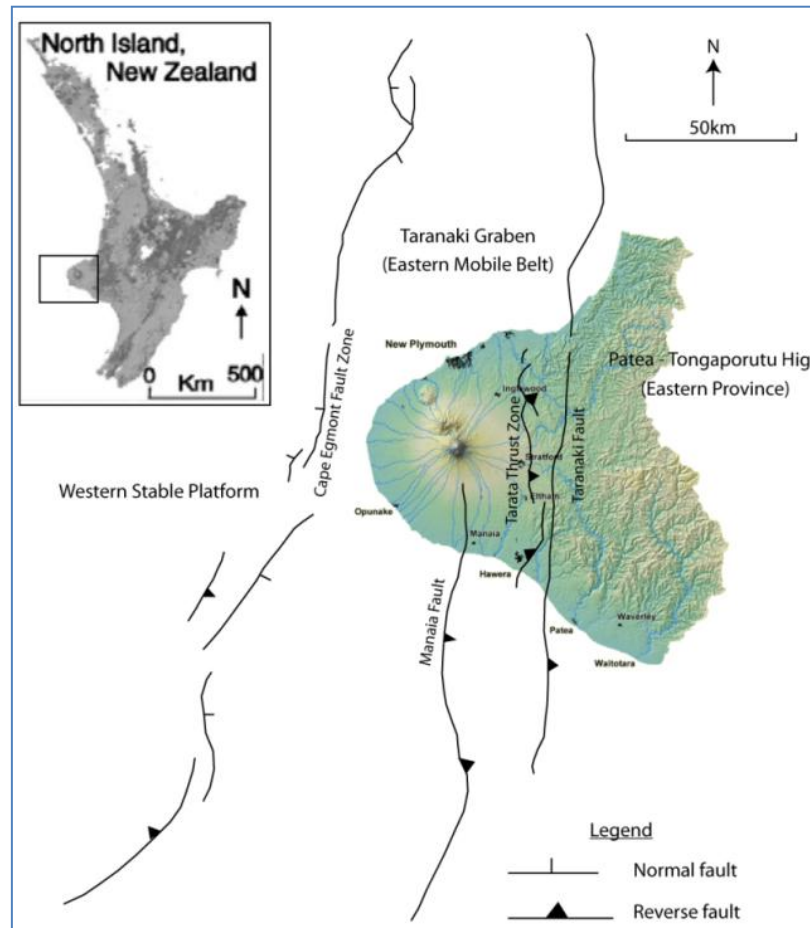 North Island,
New Zealand
N
0 Km 500
N
50km
Taranaki Graben
(Eastern Mobile Belt)
New Plymouth
Patea - Tongaporutu Hig
(Eastern Province)
Inglewood
Cape Egmont Fault Zone
Tarata Thrust Zone
Taranaki Fault
Stratford
Western Stable Platform
Eltham
Opunake
Manaia
Hawera
Manaia Fault
Patea
Waverley
Waitotara
Legend
Normal fault
Reverse fault